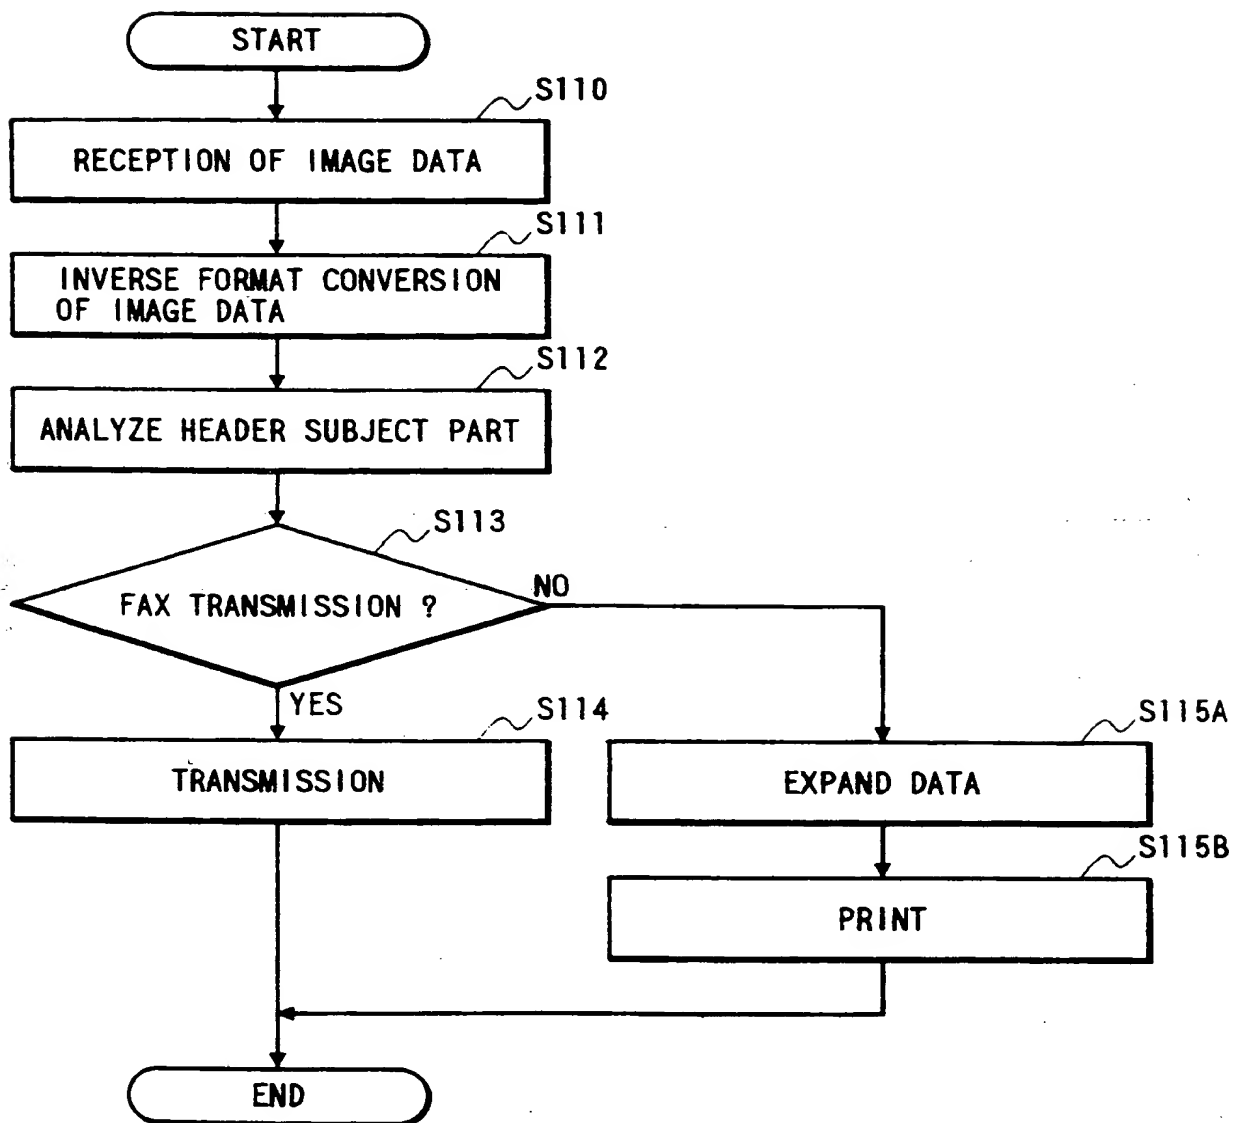 START
S110
RECEPTION OF IMAGE DATA
S111
INVERSE FORMAT CONVERSION
OF IMAGE DATA
S112
ANALYZE HEADER SUBJECT PART
S113
FAX TRANSMISSION ?
NO
YES
S114
TRANSMISSION
S115A
EXPAND DATA
S115B
PRINT
END